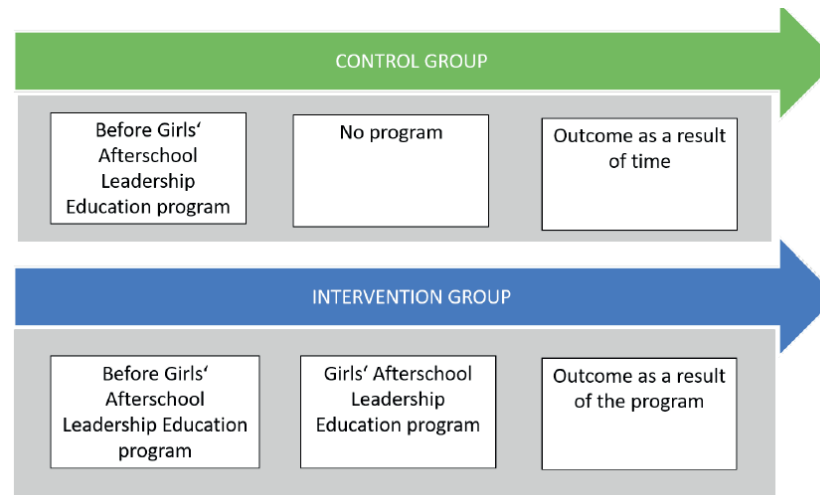 CONTROL GROUP
Before Girls‘
Afterschool
Leadership
Education program
No program
Outcome as a result
of time
INTERVENTION GROUP
Before Girls‘
Afterschool
Leadership Education
program
Girls‘ Afterschool
Leadership
Education program
Outcome as a result
of the program